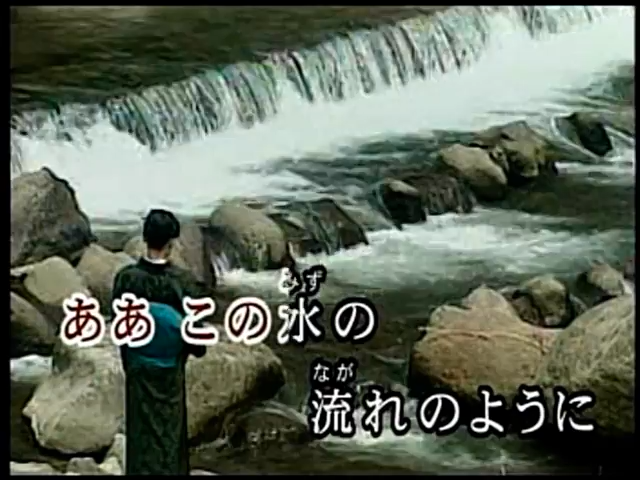 ああ この水の
みず
流れのように
なが